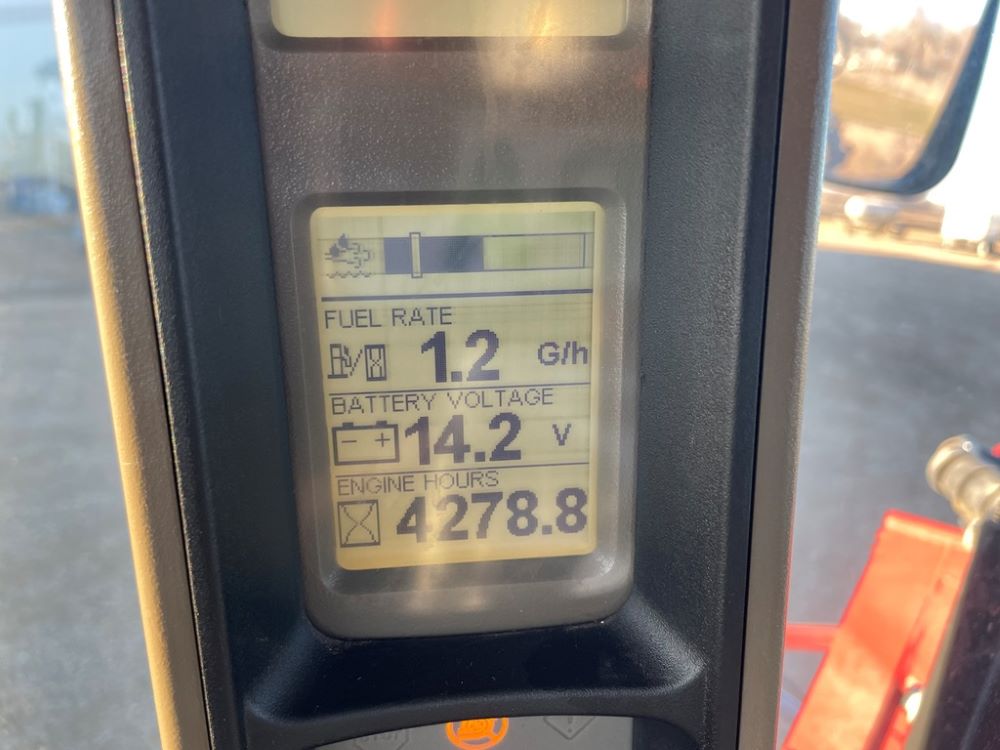 FUEL RATE
1.2 G/h
BATTERY VOLTAGE
- + 14.2 V
ENGINE HOURS
4278.8